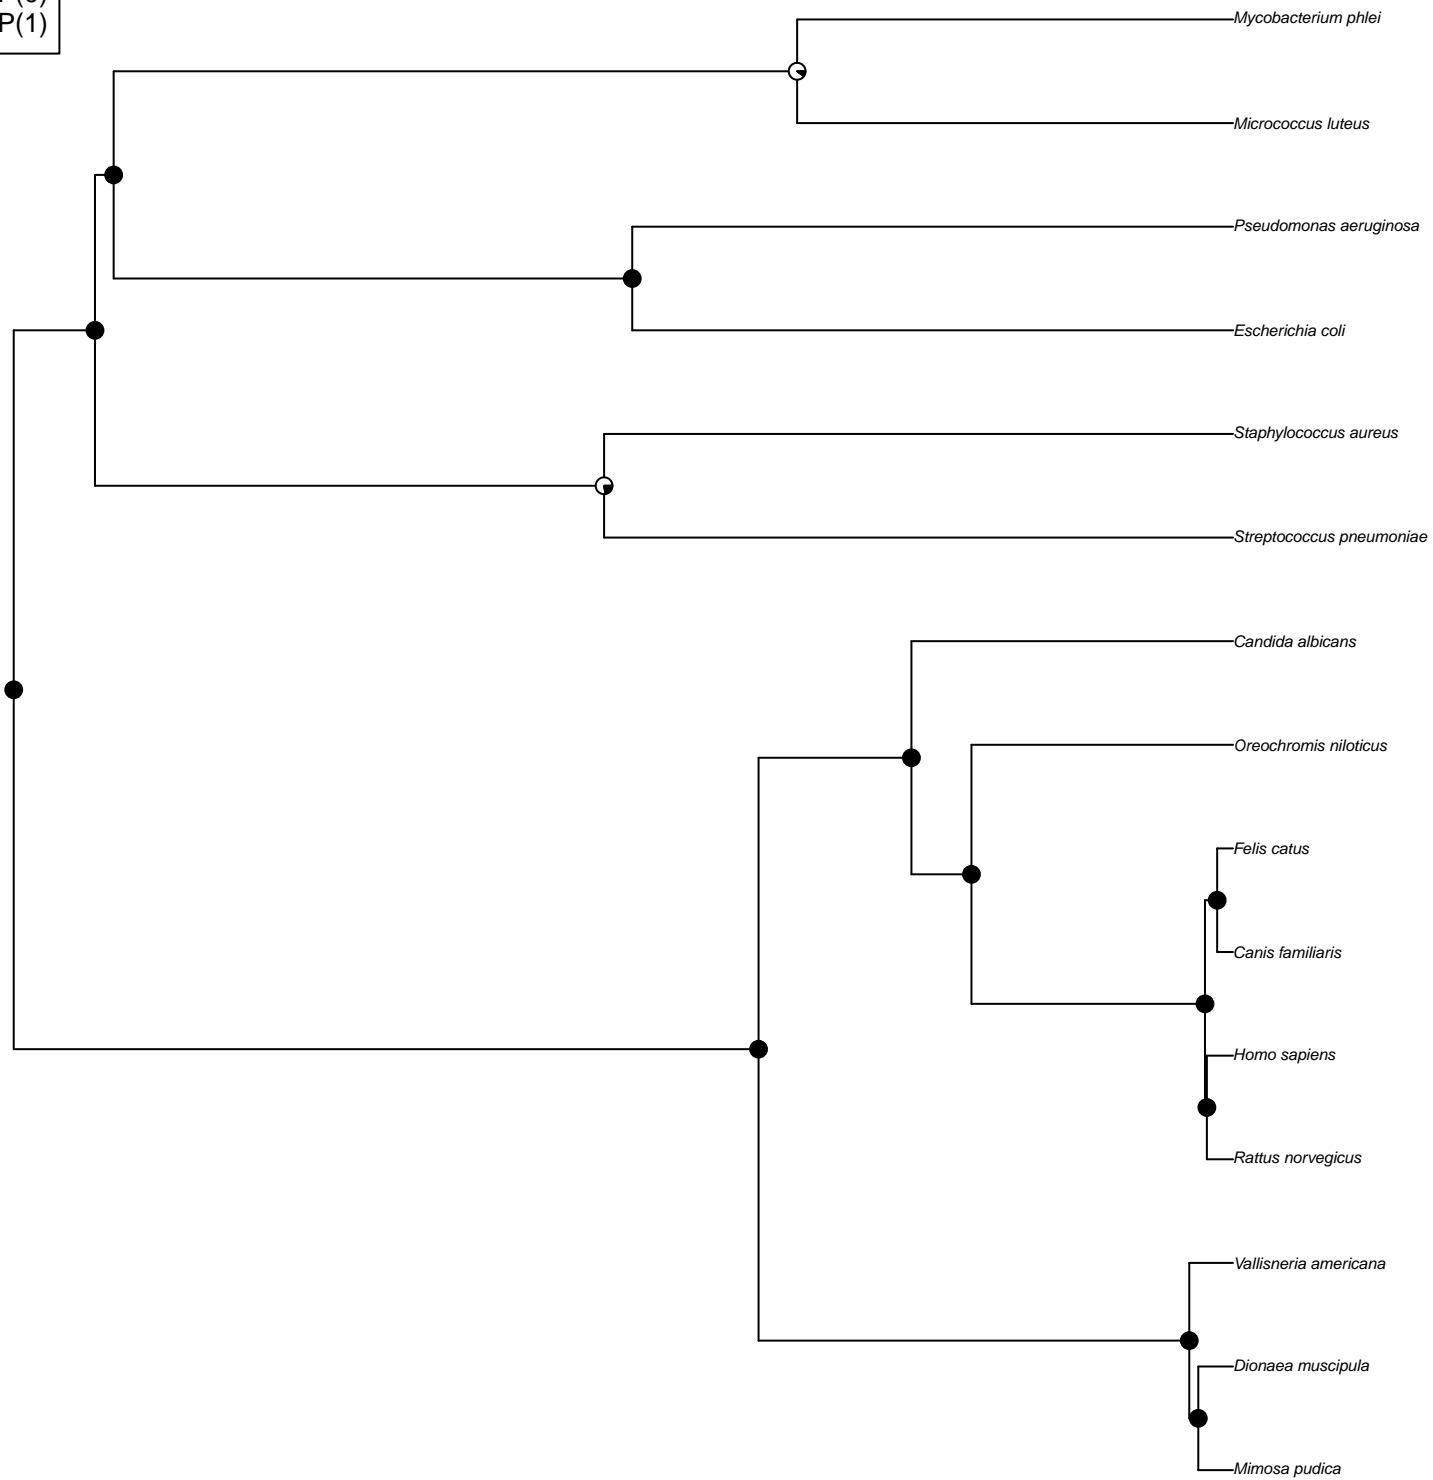 P(1)
Mycobacterium phlei
Micrococcus luteus
Pseudomonas aeruginosa
Escherichia coli
Staphylococcus aureus
Streptococcus pneumoniae
Candida albicans
Oreochromis niloticus
Felis catus
Canis familiaris
Homo sapiens
Rattus norvegicus
Vallisneria americana
Dionaea muscipula
Mimosa pudica